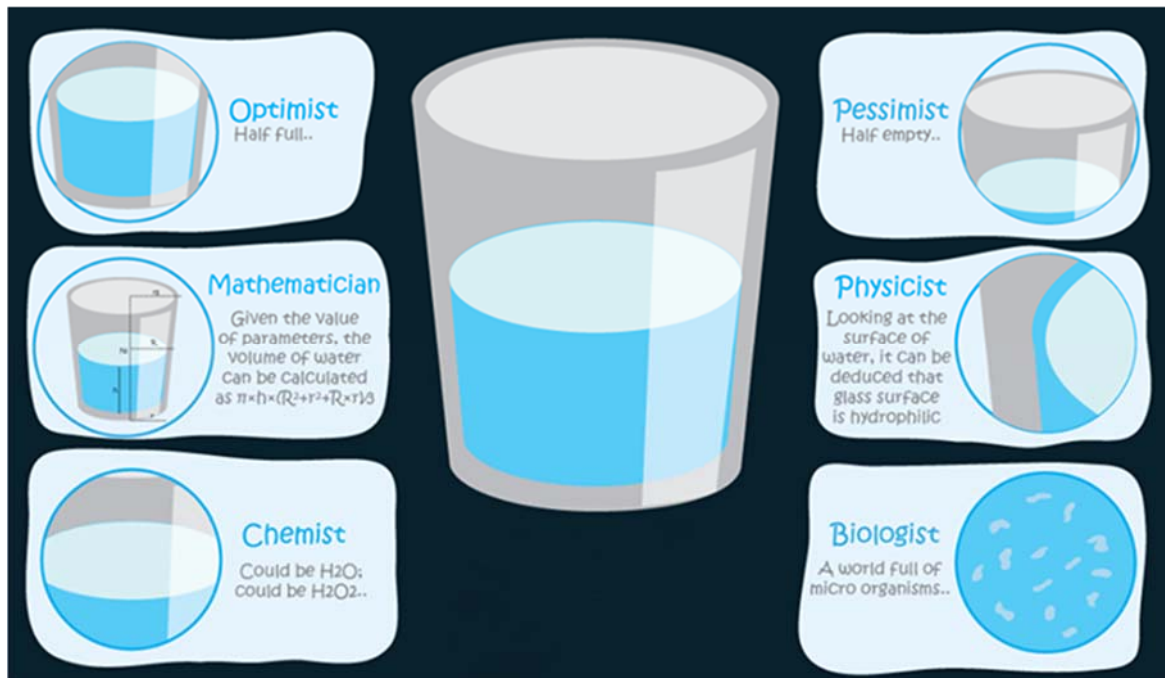 Optimist
Half full..
Pessimist
Half empty..
Mathematician
Given the value
of parameters, the
volume of water
can be calculated
as π×h×(R²+r²+R×r)/3
Physicist
Looking at the
surface of
water, it can be
deduced that
glass surface
is hydrophilic
Chemist
Could be H2O;
could be H2O2..
Biologist
A world full of
micro organisms..